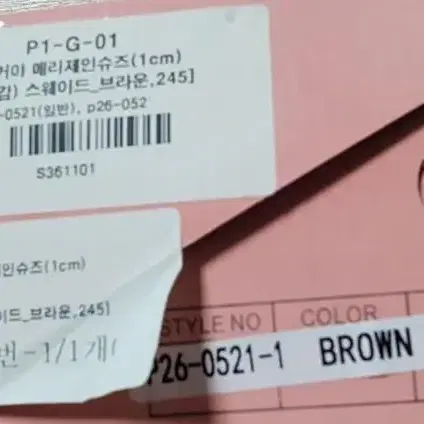 P1-G-01
커이 메리제인슈즈(1cm)
감) 스웨이드_브라운,245]
-0521(일반), p26-052
S361101
인슈즈(1cm)
이드_브라운,245]
번-1/1개(
STYLE NO COLOR
P26-0521-1 BROWN